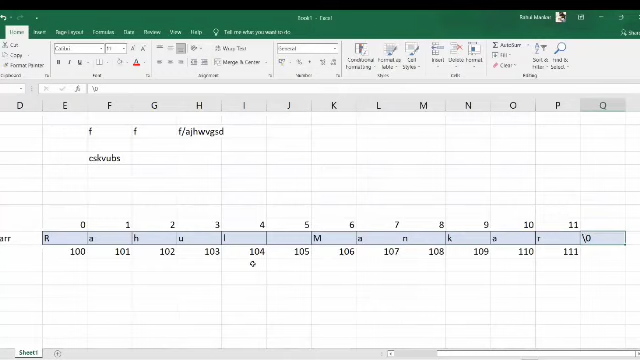 Book1 - Excel
Rahul Mankar
File Home Insert Page Layout Formulas Data Review View Help Tell me what you want to do
Share
Cut
Copy
Format Painter
Calibri 11
Wrap Text
Merge & Center
General
Conditional Formatting
Format as Table
Cell Styles
Insert Delete Format
AutoSum
Fill
Clear
Sort & Filter
Find & Select
Clipboard Font Alignment Number Styles Cells Editing
fx \0
D E F G H I J K L M N O P Q
f f f/ajhwvgsd
cskvubs
0 1 2 3 4 5 6 7 8 9 10 11
arr R a h u l M a n k a r \0
100 101 102 103 104 105 106 107 108 109 110 111
Sheet1